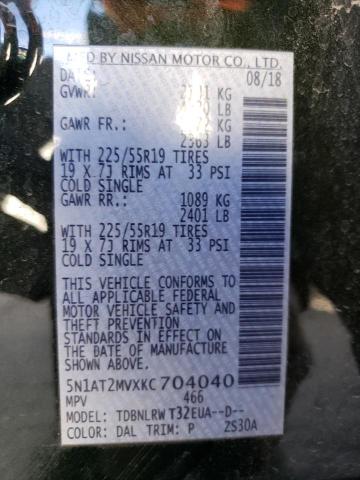 MFD BY NISSAN MOTOR CO., LTD.
DATE: 08/18
GVWR: KG
LB
GAWR FR.: KG
LB
WITH 225/55R19 TIRES
19 X 7J RIMS AT 33 PSI
COLD SINGLE
GAWR RR.: 1089 KG
2401 LB
WITH 225/55R19 TIRES
19 X 7J RIMS AT 33 PSI
COLD SINGLE
THIS VEHICLE CONFORMS TO
ALL APPLICABLE FEDERAL
MOTOR VEHICLE SAFETY AND
THEFT PREVENTION
STANDARDS IN EFFECT ON
THE DATE OF MANUFACTURE
SHOWN ABOVE.
5N1AT2MVXKC704040
MPV 466
MODEL: TDBNLRW T32EUA--D--
COLOR: DAL TRIM: P ZS30A